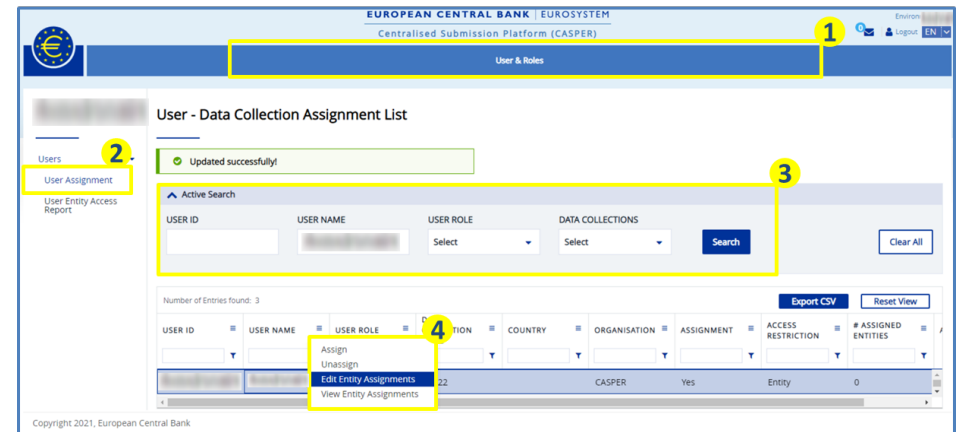 EUROPEAN CENTRAL BANK | EUROSYSTEM
Centralised Submission Platform (CASPER)
Environ
1
0
Logout
EN
User & Roles
User - Data Collection Assignment List
Users
2
User Assignment
User Entity Access
Report
Updated successfully!
3
Active Search
USER ID
USER NAME
USER ROLE
DATA COLLECTIONS
Select
Select
Search
Clear All
Number of Entries found: 3
Export CSV
Reset View
USER ID
USER NAME
USER ROLE
4
COUNTRY
ORGANISATION
ASSIGNMENT
ACCESS
RESTRICTION
# ASSIGNED
ENTITIES
Assign
Unassign
Edit Entity Assignments
View Entity Assignments
22
CASPER
Yes
Entity
0
Copyright 2021, European Central Bank